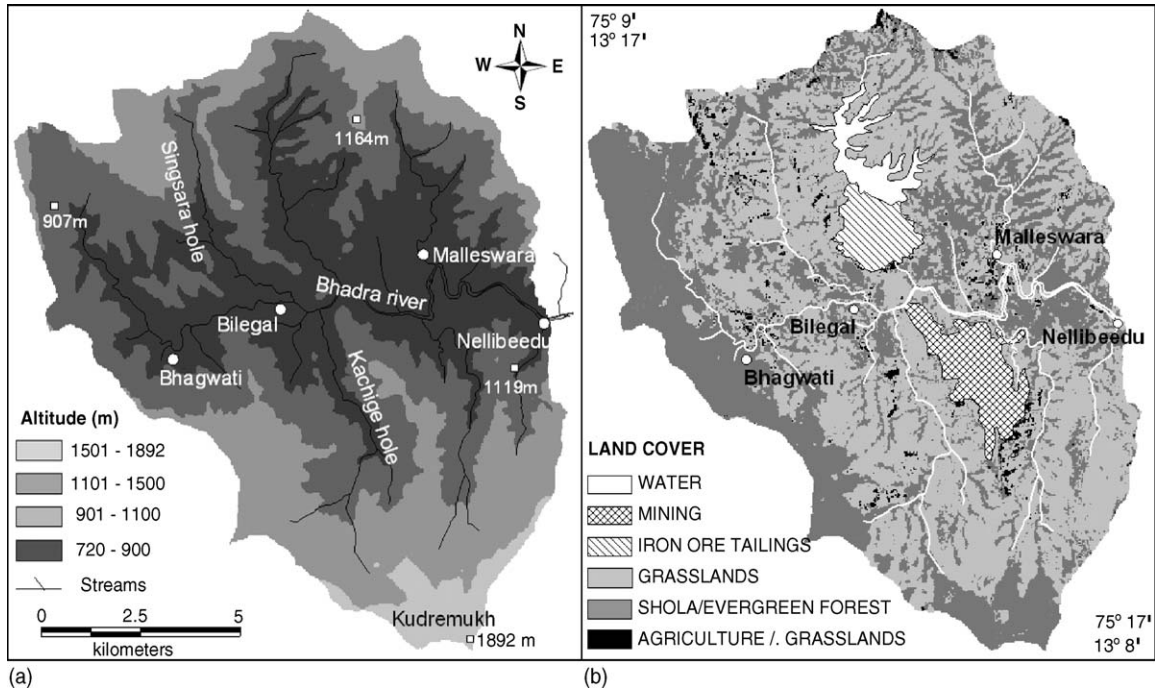 N
W E
S
1164m
Singsara hole
907m
Malleswara
Bhadra river
Bilegal
Nellibeedu
Bhagwati
1119m
Kachige hole
Altitude (m)
1501 - 1892
1101 - 1500
901 - 1100
720 - 900
Streams
0 2.5 5
kilometers
Kudremukh
1892 m
(a)
75° 9'
13° 17'
Malleswara
Bilegal
Nellibeedu
Bhagwati
LAND COVER
WATER
MINING
IRON ORE TAILINGS
GRASSLANDS
SHOLA/EVERGREEN FOREST
AGRICULTURE /. GRASSLANDS
75° 17'
13° 8'
(b)